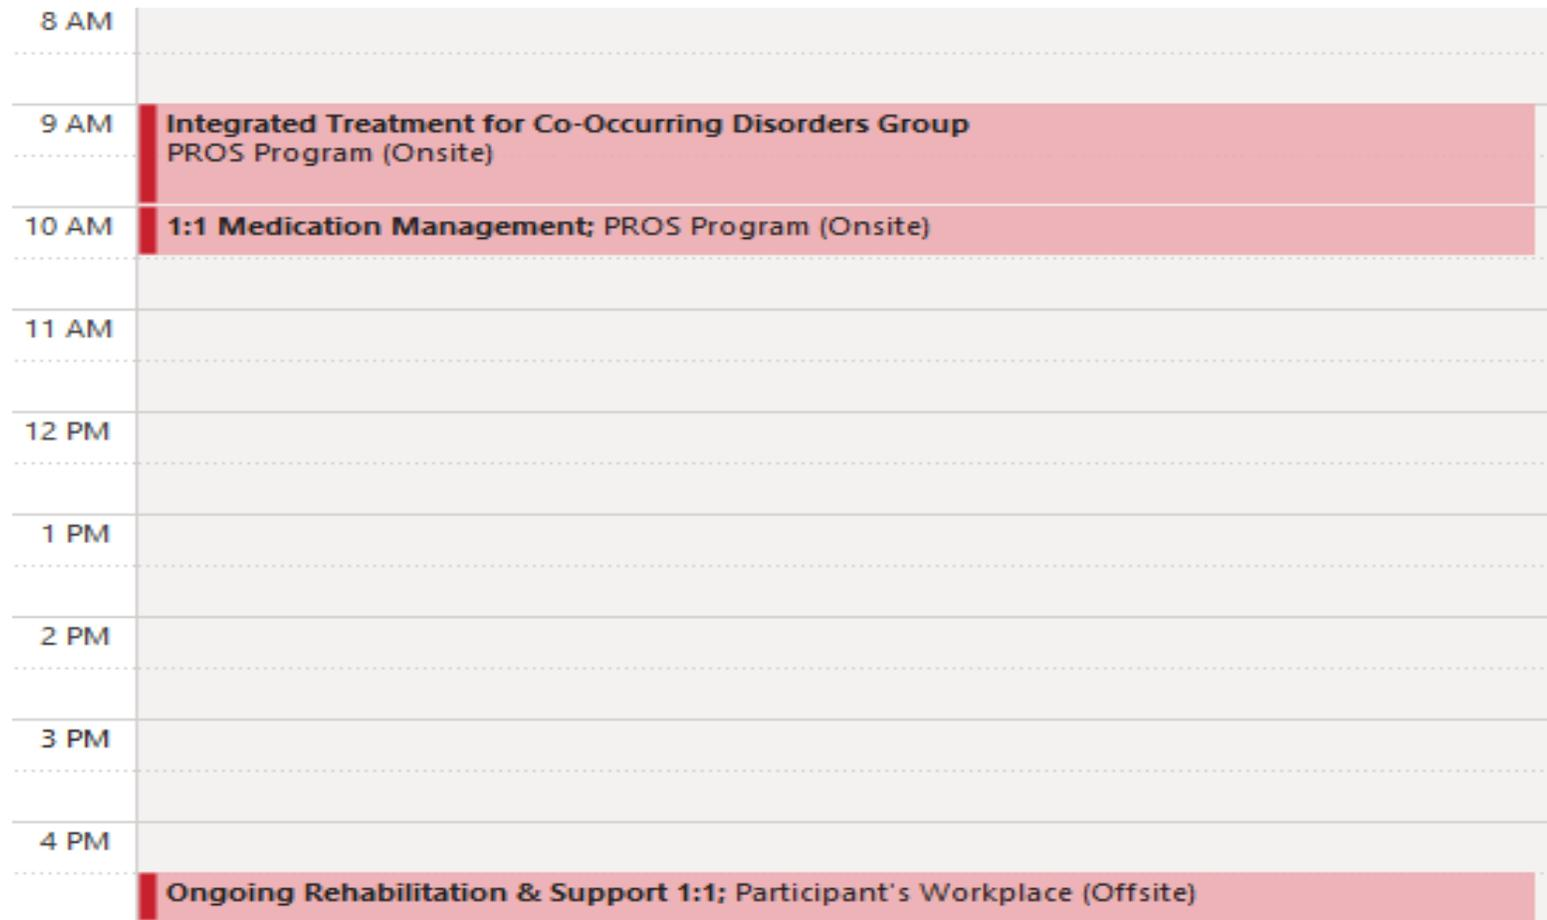 8 AM
9 AM
Integrated Treatment for Co-Occurring Disorders Group
PROS Program (Onsite)
10 AM
1:1 Medication Management; PROS Program (Onsite)
11 AM
12 PM
1 PM
2 PM
3 PM
4 PM
Ongoing Rehabilitation & Support 1:1; Participant's Workplace (Offsite)